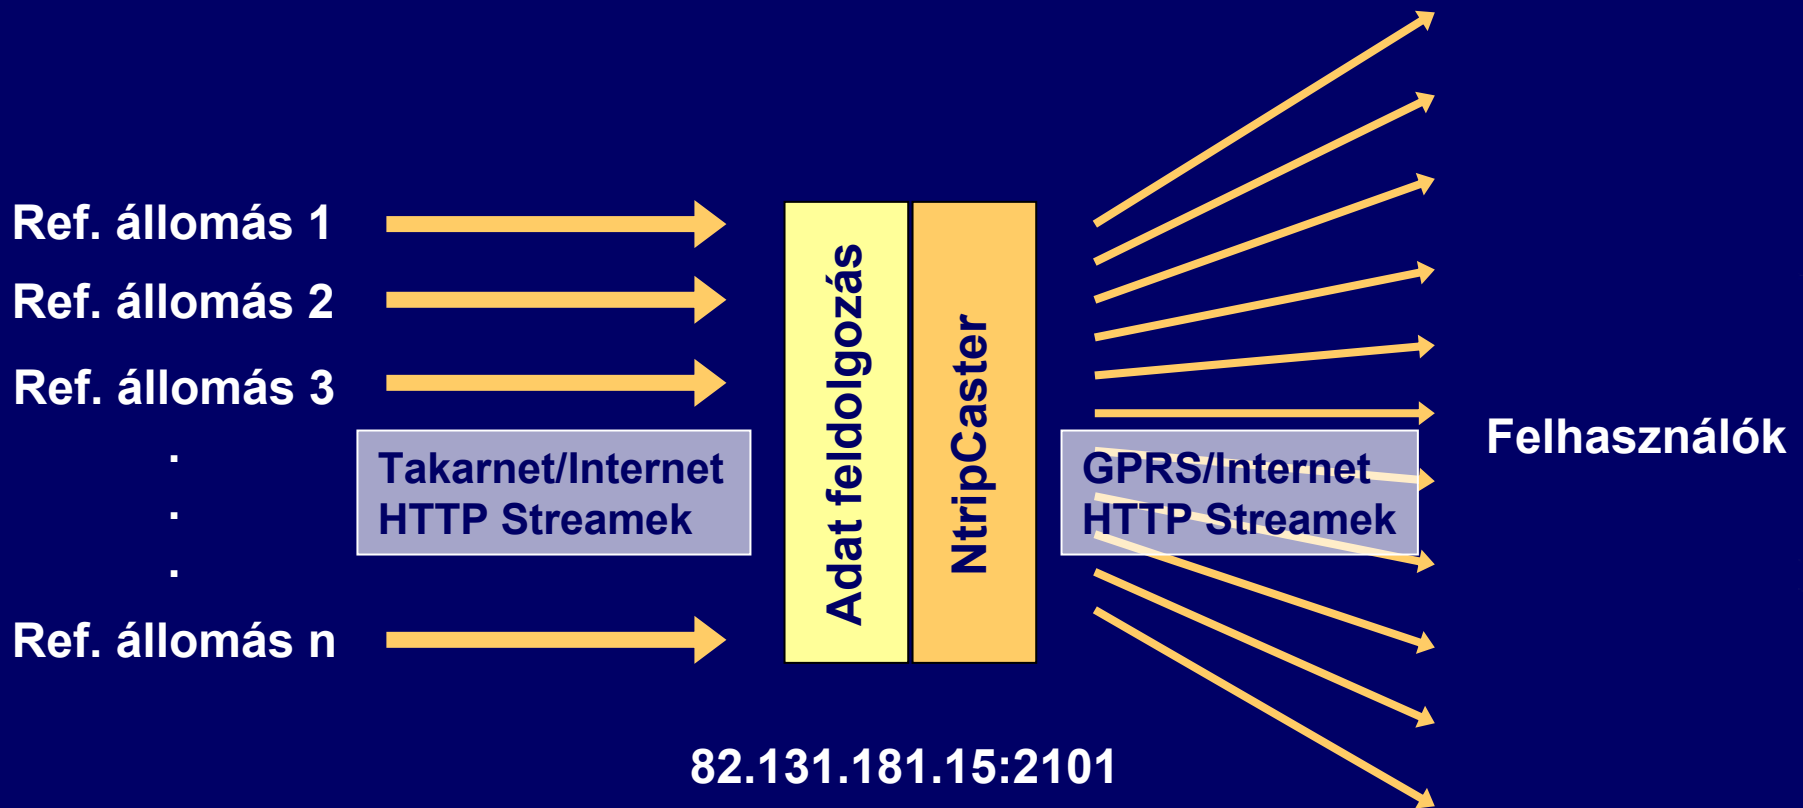 Ref. állomás 1
Ref. állomás 2
Ref. állomás 3
.
.
.
Ref. állomás n
Takarnet/Internet
HTTP Streamek
Adat feldolgozás
NtripCaster
GPRS/Internet
HTTP Streamek
Felhasználók
82.131.181.15:2101